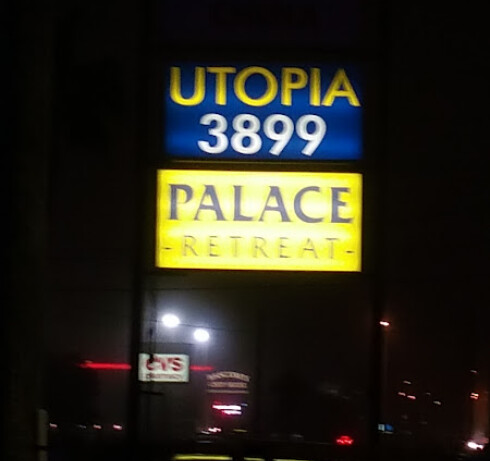 UTOPIA
3899
PALACE
-RETREAT-
CVS